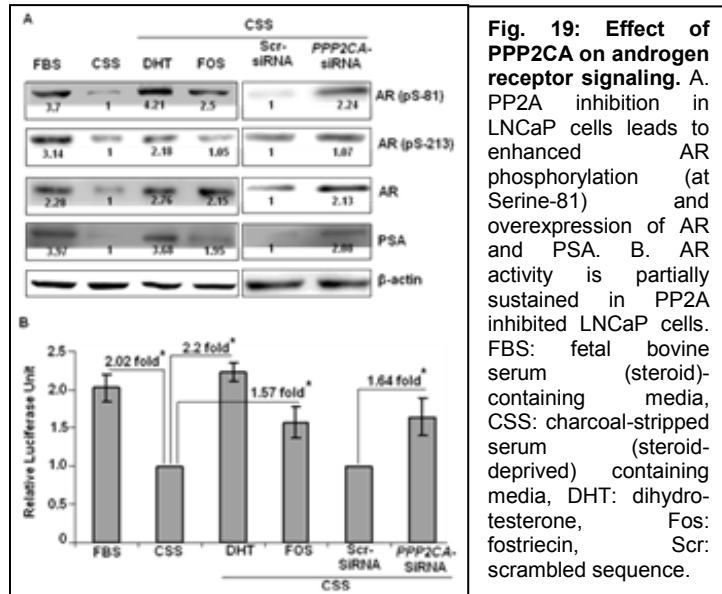 A
CSS
FBS CSS DHT FOS Scr- siRNA PPP2CA- siRNA
3.7 1 4.21 2.5 1 2.24 AR (pS-81)
3.14 1 2.18 1.05 1 1.07 AR (pS-213)
2.28 1 2.76 2.15 1 2.13 AR
3.97 1 3.68 1.95 1 PSA
β-actin
B
Relative Luciferase Unit
2.5
2.0
1.5
1.0
0.5
0
2.02 fold*
2.2 fold*
1.57 fold*
1.64 fold*
FBS CSS DHT FOS Scr- SiRNA PPP2CA- SiRNA
CSS
Fig. 19: Effect of
PPP2CA on androgen
receptor signaling. A.
PP2A inhibition in
LNCaP cells leads to
enhanced AR
phosphorylation (at
Serine-81) and
overexpression of AR
and PSA. B. AR
activity is partially
sustained in PP2A
inhibited LNCaP cells.
FBS: fetal bovine
serum (steroid)-
containing media,
CSS: charcoal-stripped
serum (steroid-
deprived) containing
media, DHT: dihydro-
testerone, Fos:
fostriecin, Scr:
scrambled sequence.